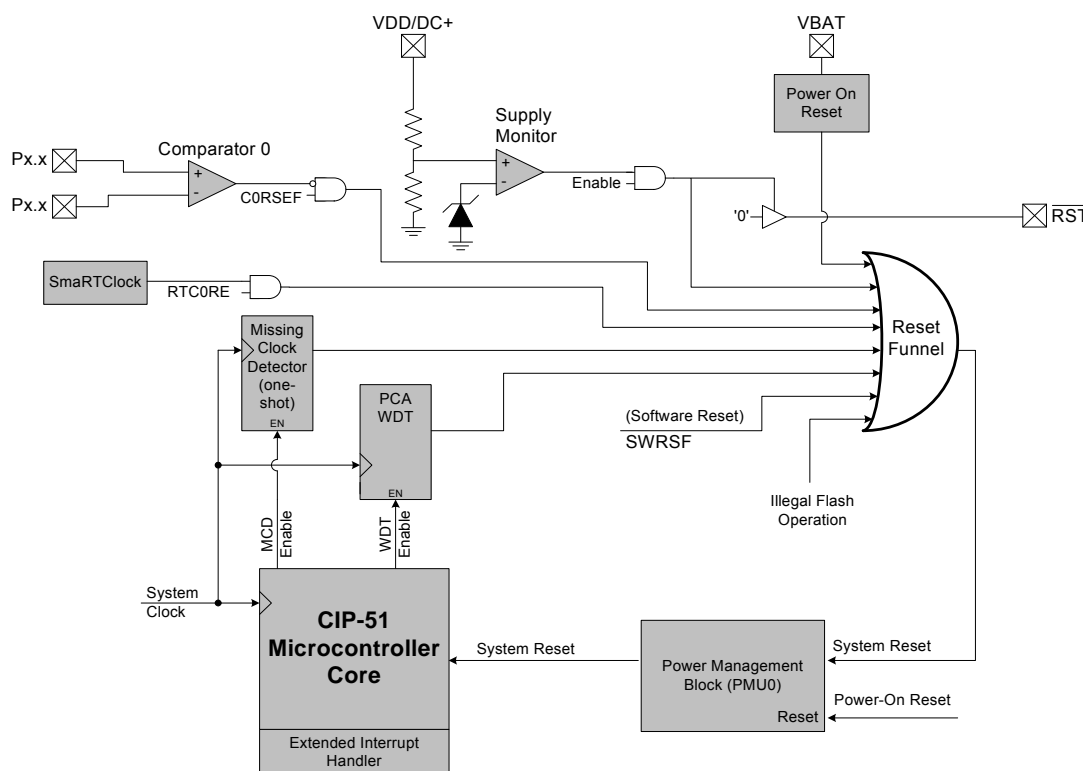 VDD/DC+
VBAT
Power On
Reset
Supply
Monitor
Comparator 0
Px.x
+
-
Px.x
C0RSEF
+
-
Enable
'0'
RST
SmaRTClock
RTC0RE
Missing
Clock
Detector
(one-
shot)
EN
PCA
WDT
EN
Reset
Funnel
(Software Reset)
SWRSF
Illegal Flash
Operation
MCD
Enable
WDT
Enable
System
Clock
CIP-51
Microcontroller
Core
Extended Interrupt
Handler
System Reset
Power Management
Block (PMU0)
Reset
System Reset
Power-On Reset